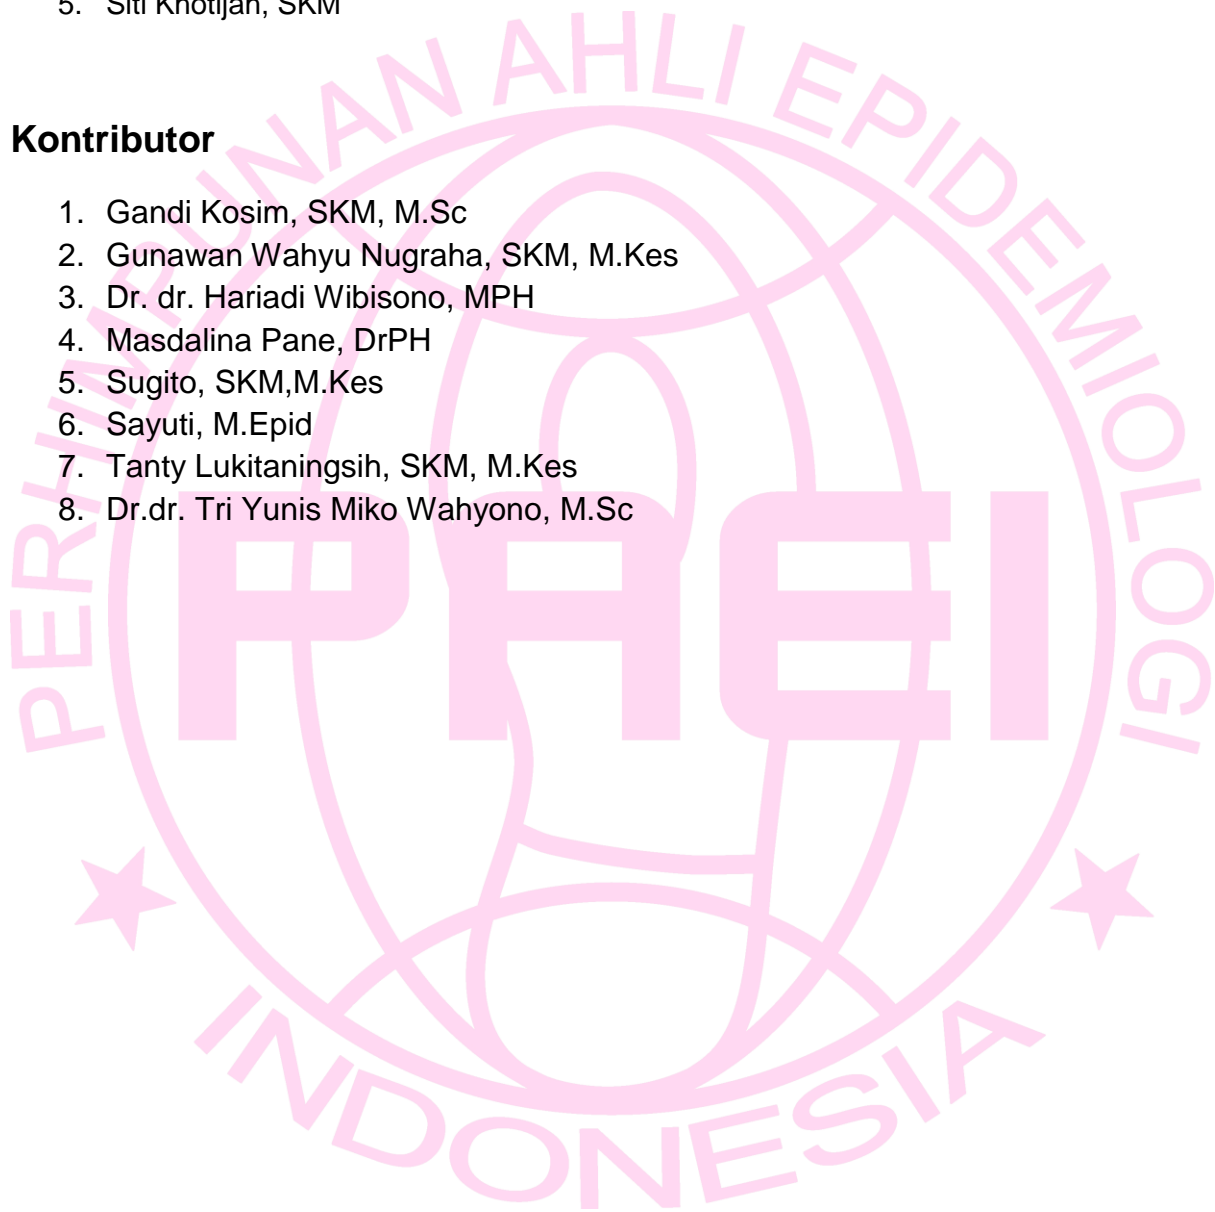 5. Siti Khotijah, SKM
Kontributor
1. Gandi Kosim, SKM, M.Sc
2. Gunawan Wahyu Nugraha, SKM, M.Kes
3. Dr. dr. Hariadi Wibisono, MPH
4. Masdalina Pane, DrPH
5. Sugito, SKM,M.Kes
6. Sayuti, M.Epid
7. Tanty Lukitaningsih, SKM, M.Kes
8. Dr.dr. Tri Yunis Miko Wahyono, M.Sc
PERHIMPUNAN AHLI EPIDEMIOLOGI
PAEI
INDONESIA